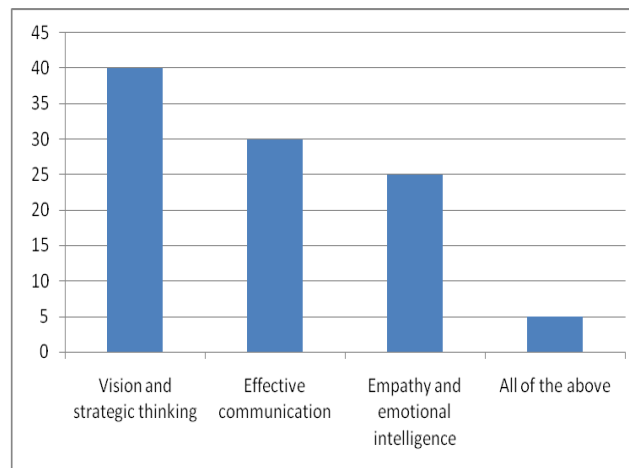 45
40
35
30
25
20
15
10
5
0
Vision and
strategic thinking
Effective
communication
Empathy and
emotional
intelligence
All of the above